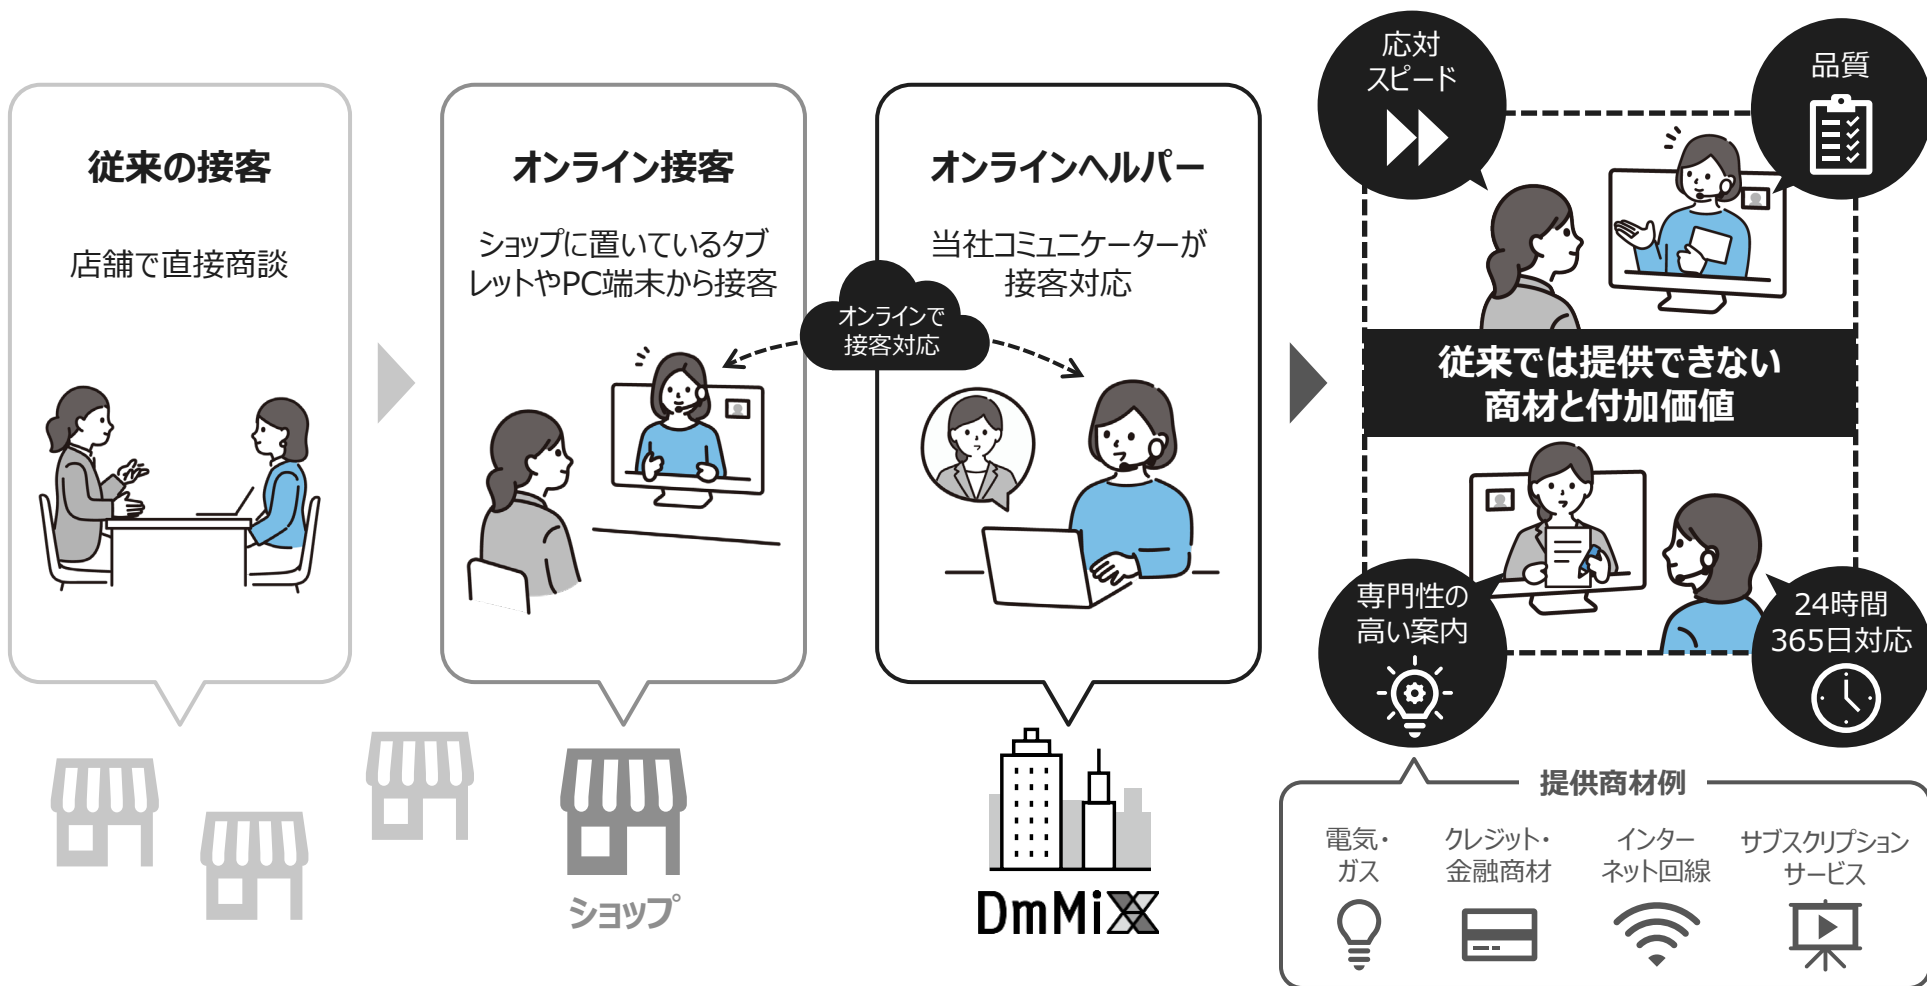 従来の接客
店舗で直接商談
オンライン接客
ショップに置いているタブ
レットやPC端末から接客
オンラインヘルパー
当社コミュニケーターが
接客対応
オンラインで
接客対応
応対
スピード
品質
従来では提供できない
商材と付加価値
専門性の
高い案内
24時間
365日対応
ショップ
DmMiX
提供商材例
電気・
ガス
クレジット・
金融商材
インター
ネット回線
サブスクリプション
サービス